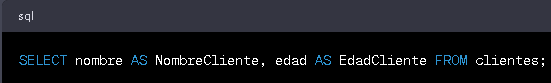 sql
SELECT nombre AS NombreCliente, edad AS EdadCliente FROM clientes;